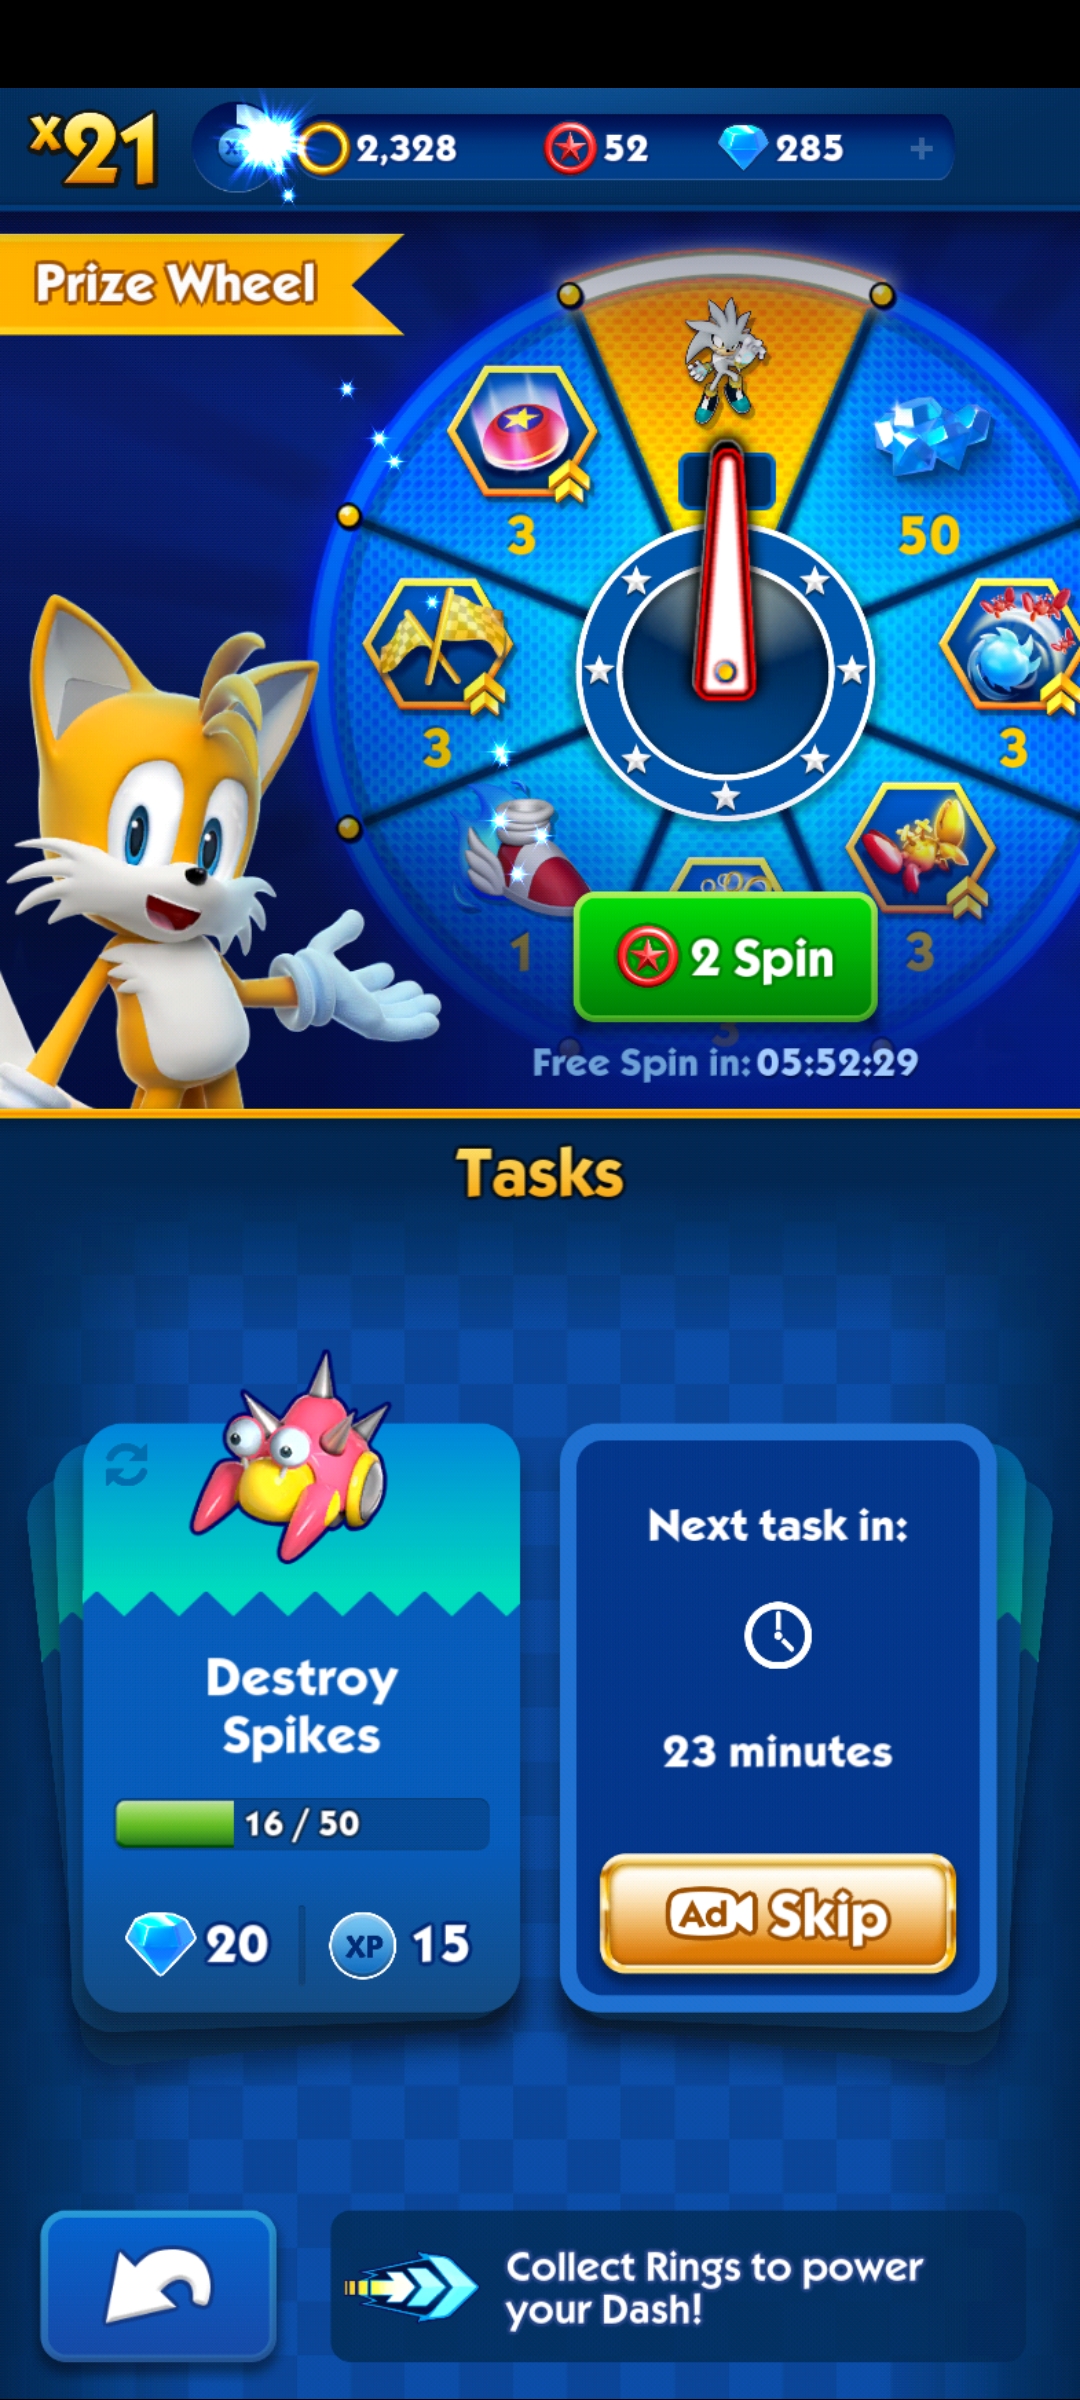 x21
2,328
52
285
+
Prize Wheel
3
50
3
3
1
3
2 Spin
3
Free Spin in: 05:52:29
Tasks
Destroy
Spikes
16 / 50
20
XP 15
Next task in:
23 minutes
Ad Skip
Collect Rings to power
your Dash!